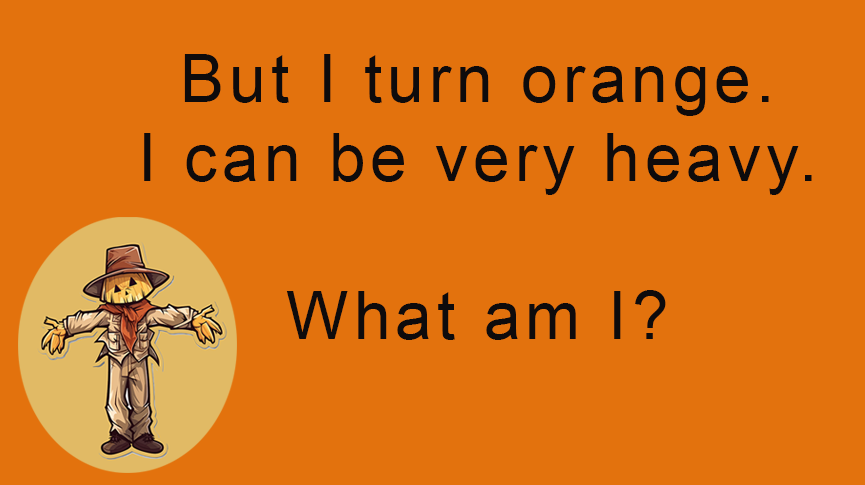 But I turn orange.
I can be very heavy.
What am I?